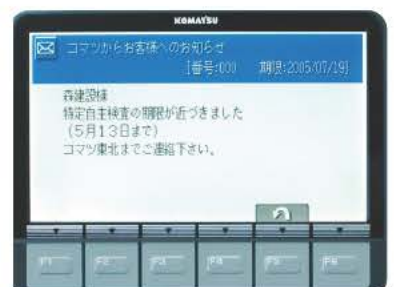 KOMATSU
コマツからお客様へのお知らせ
[番号:000 期限:2005/07/19]
森建設様
特定自主検査の期限が近づきました
(5月13日まで)
コマツ東北までご連絡下さい。
F1 F2 F3 F4 F5 F6